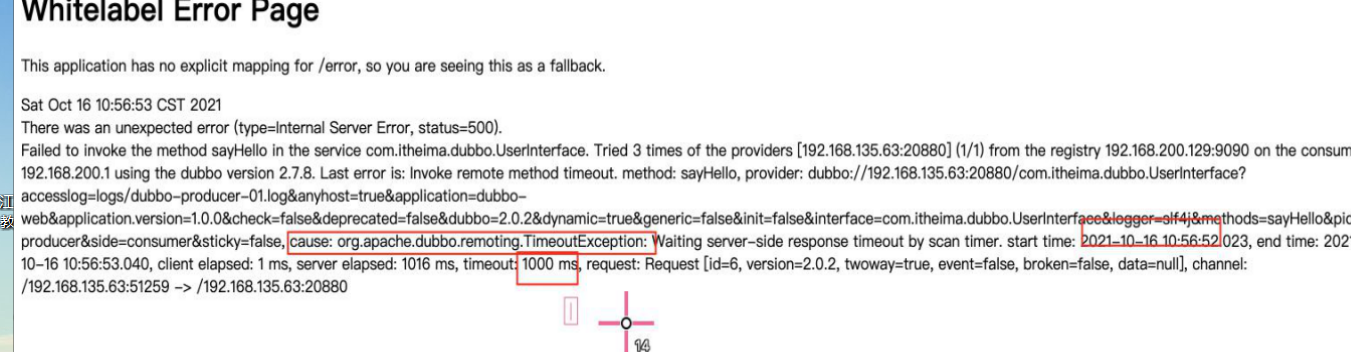 Whitelabel Error Page
This application has no explicit mapping for /error, so you are seeing this as a fallback.
Sat Oct 16 10:56:53 CST 2021
There was an unexpected error (type=Internal Server Error, status=500).
Failed to invoke the method sayHello in the service com.itheima.dubbo.UserInterface. Tried 3 times of the providers [192.168.135.63:20880] (1/1) from the registry 192.168.200.129:9090 on the consum
192.168.200.1 using the dubbo version 2.7.8. Last error is: Invoke remote method timeout. method: sayHello, provider: dubbo://192.168.135.63:20880/com.itheima.dubbo.UserInterface?
accesslog=logs/dubbo-producer-01.log&anyhost=true&application=dubbo-
web&application.version=1.0.0&check=false&deprecated=false&dubbo=2.0.2&dynamic=true&generic=false&init=false&interface=com.itheima.dubbo.UserInterface&logger=slf4j&methods=sayHello&pid
producer&side=consumer&sticky=false, cause: org.apache.dubbo.remoting.TimeoutException: Waiting server-side response timeout by scan timer. start time: 2021-10-16 10:56:52.023, end time: 202
10-16 10:56:53.040, client elapsed: 1 ms, server elapsed: 1016 ms, timeout: 1000 ms, request: Request [id=6, version=2.0.2, twoway=true, event=false, broken=false, data=null], channel:
/192.168.135.63:51259 -> /192.168.135.63:20880
14
江
教